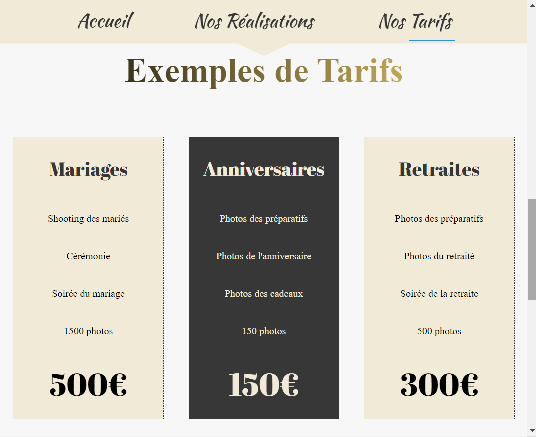 Accueil
Nos Réalisations
Nos Tarifs
Exemples de Tarifs
Mariages
Shooting des mariés
Cérémonie
Soirée du mariage
1500 photos
500€
Anniversaires
Photos des préparatifs
Photos de l'anniversaire
Photos des cadeaux
150 photos
150€
Retraites
Photos des préparatifs
Photos du retraité
Soirée de la retraite
500 photos
300€